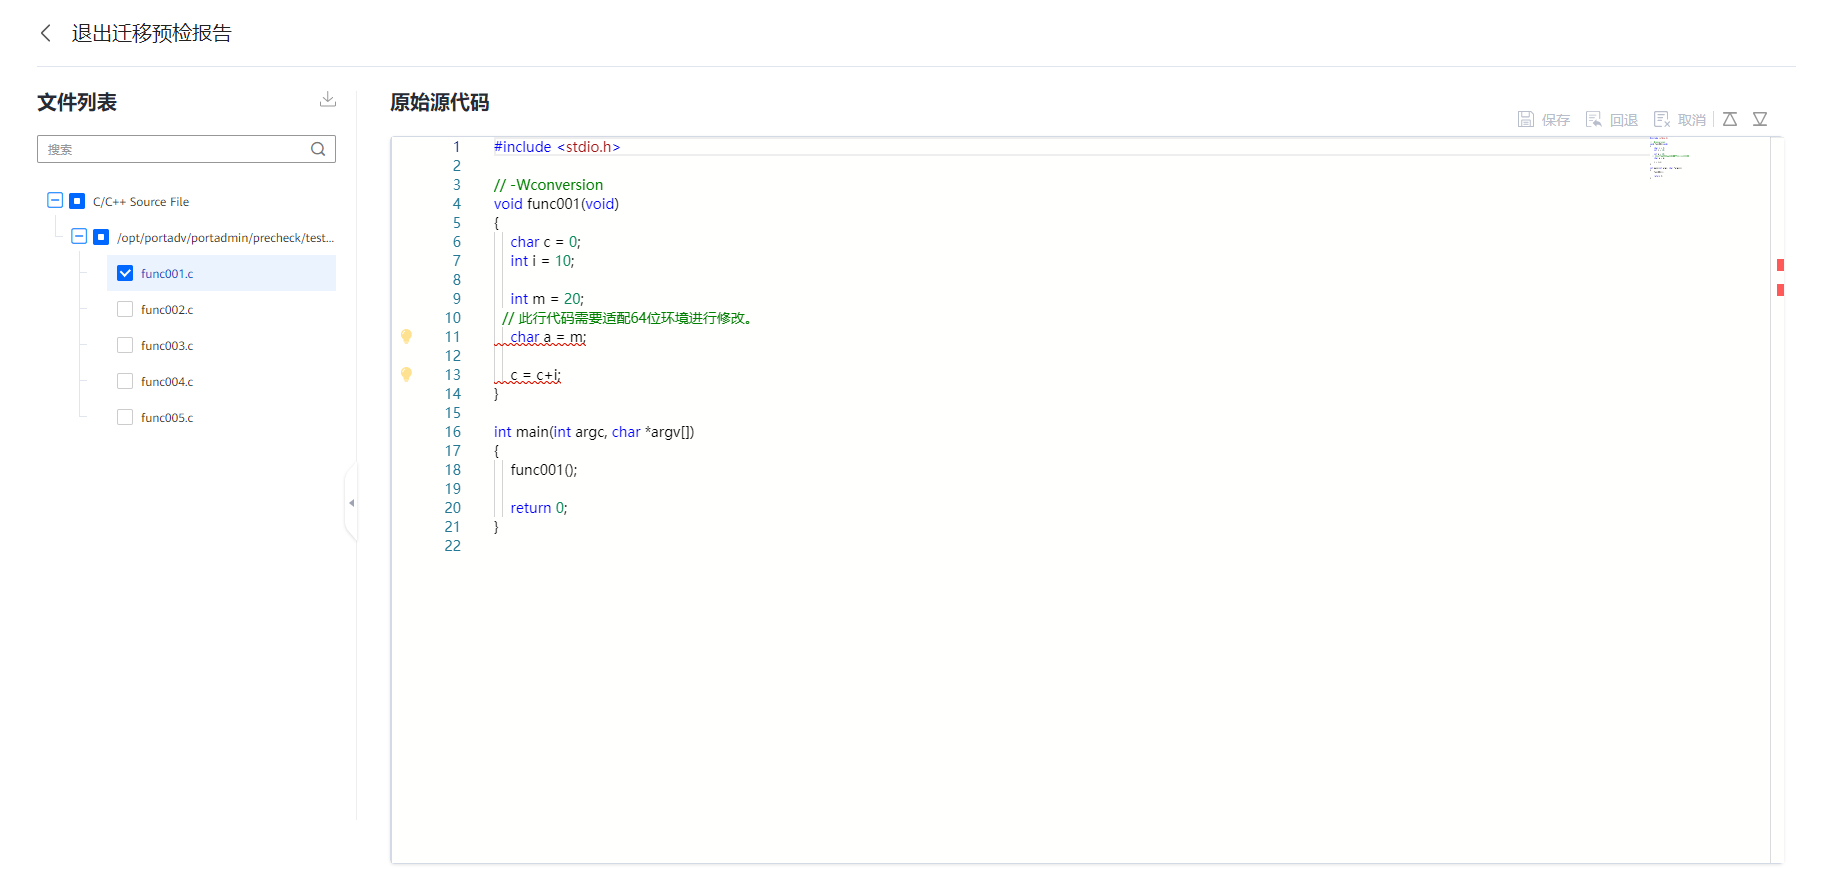 退出迁移预检报告
文件列表
搜索
C/C++ Source File
/opt/portadv/portadmin/precheck/test...
func001.c
func002.c
func003.c
func004.c
func005.c
原始源代码
保存 回退 取消
1 #include <stdio.h>
2
3 // -Wconversion
4 void func001(void)
5 {
6 char c = 0;
7 int i = 10;
8
9 int m = 20;
10 // 此行代码需要适配64位环境进行修改。
11 char a = m;
12
13 c = c+i;
14 }
15
16 int main(int argc, char *argv[])
17 {
18 func001();
19
20 return 0;
21 }
22